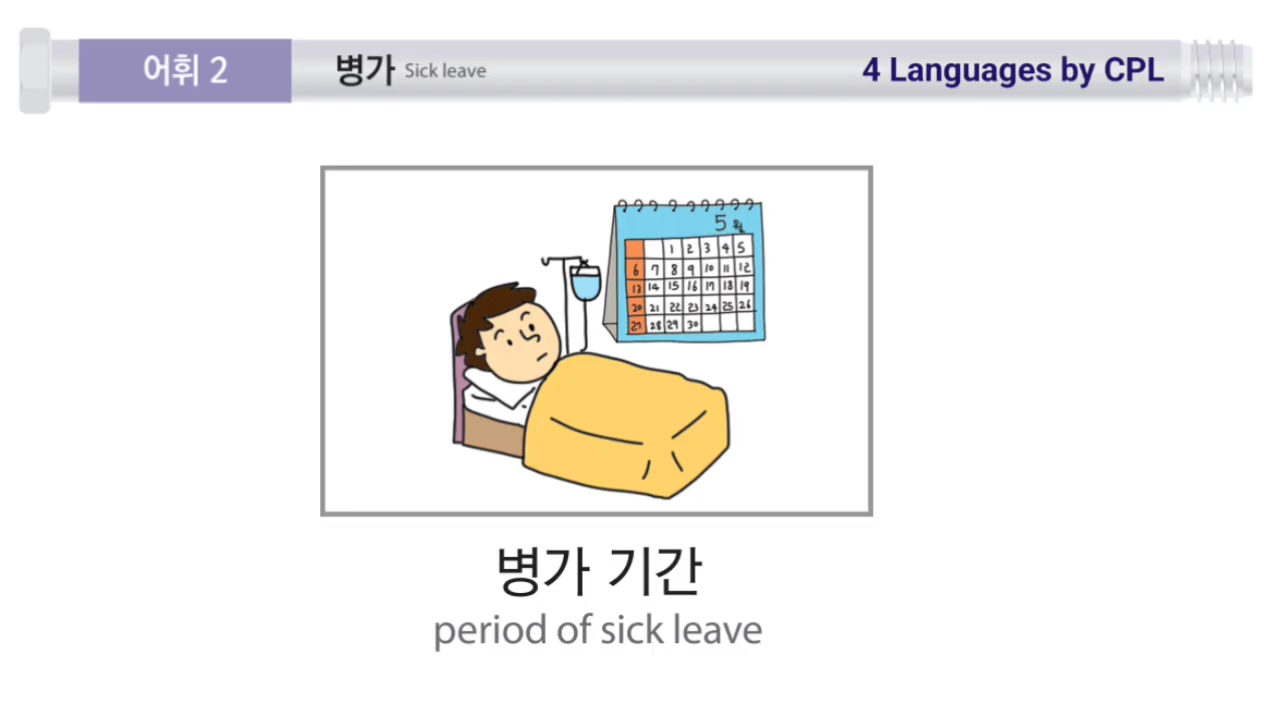 어휘 2 병가 Sick leave 4 Languages by CPL
5월
1 2 3 4 5
6 7 8 9 10 11 12
13 14 15 16 17 18 19
20 21 22 23 24 25 26
27 28 29 30
병가 기간
period of sick leave